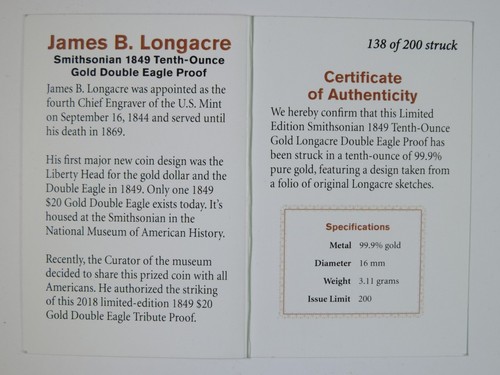 James B. Longacre
Smithsonian 1849 Tenth-Ounce
Gold Double Eagle Proof
James B. Longacre was appointed as the
fourth Chief Engraver of the U.S. Mint
on September 16, 1844 and served until
his death in 1869.
His first major new coin design was the
Liberty Head for the gold dollar and the
Double Eagle in 1849. Only one 1849
$20 Gold Double Eagle exists today. It's
housed at the Smithsonian in the
National Museum of American History.
Recently, the Curator of the museum
decided to share this prized coin with all
Americans. He authorized the striking
of this 2018 limited-edition 1849 $20
Gold Double Eagle Tribute Proof.
138 of 200 struck
Certificate
of Authenticity
We hereby confirm that this Limited
Edition Smithsonian 1849 Tenth-Ounce
Gold Longacre Double Eagle Proof has
been struck in a tenth-ounce of 99.9%
pure gold, featuring a design taken from
a folio of original Longacre sketches.
Specifications
Metal 99.9% gold
Diameter 16 mm
Weight 3.11 grams
Issue Limit 200